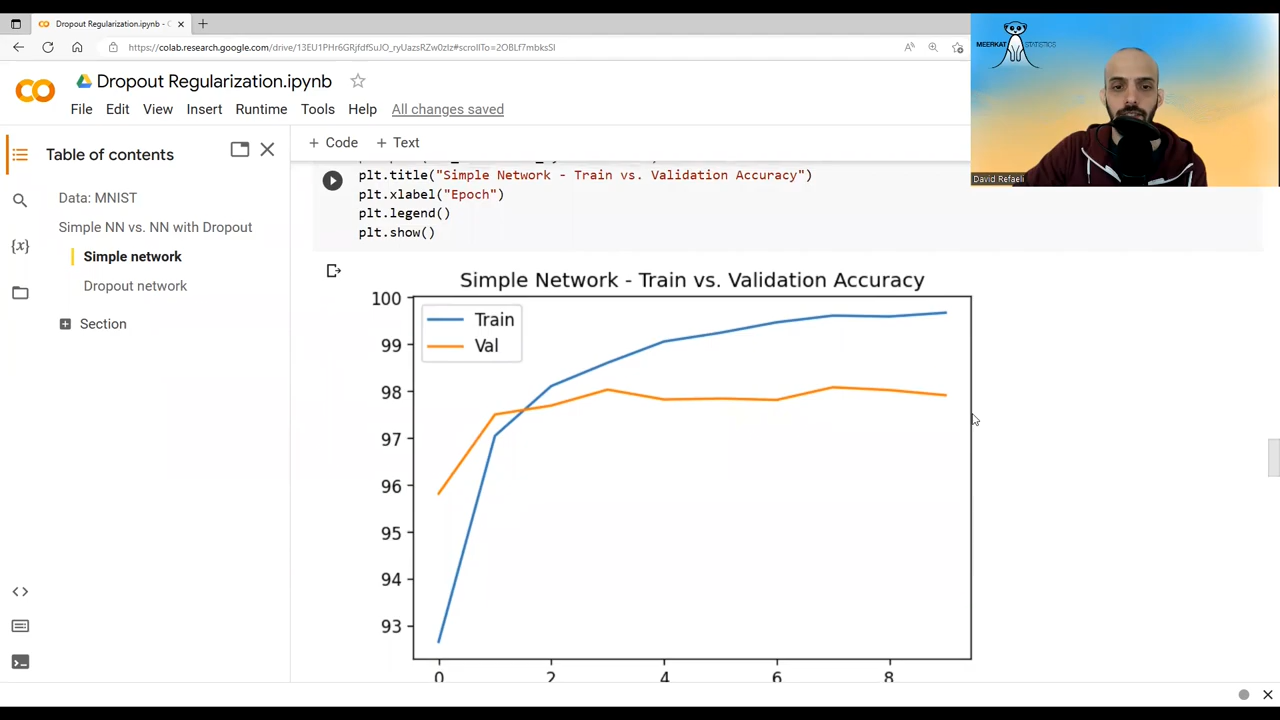 Dropout Regularization.ipynb - C
https://colab.research.google.com/drive/13EU1PHr6GRjfdfSuJO_ryUazsRZw0zIz#scrollTo=2OBLf7mbksSI
MEERKAT STATISTICS
David Refaeli
Dropout Regularization.ipynb
File Edit View Insert Runtime Tools Help All changes saved
+ Code + Text
Table of contents
Data: MNIST
Simple NN vs. NN with Dropout
Simple network
Dropout network
Section
{x}
plt.title("Simple Network - Train vs. Validation Accuracy")
plt.xlabel("Epoch")
plt.legend()
plt.show()
Simple Network - Train vs. Validation Accuracy
Train
Val
100
99
98
97
96
95
94
93
0 2 4 6 8